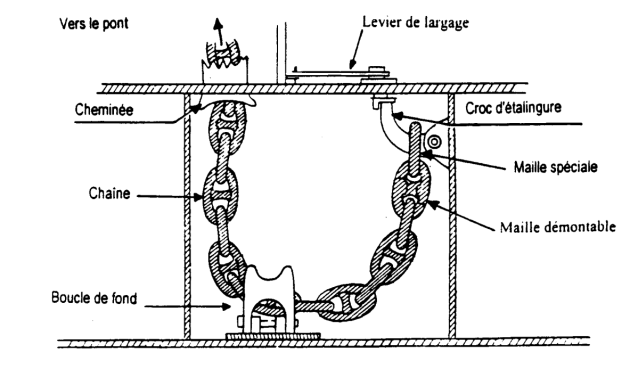 Vers le pont
Levier de largage
Cheminée
Croc d'étalingure
Maille spéciale
Chaîne
Maille démontable
Boucle de fond